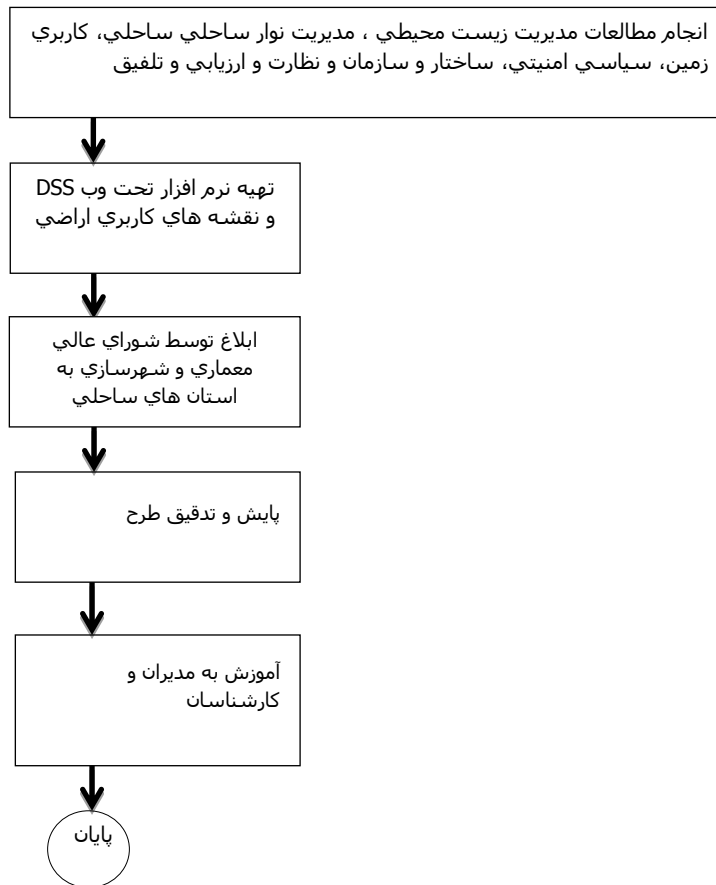 انجام مطالعات مديريت زيست محيطي ، مديريت نوار ساحلي ساحلي، كاربري
زمين، سياسي امنيتي، ساختار و سازمان و نظارت و ارزيابي و تلفيق
تهيه نرم افزار تحت وب DSS
و نقشه هاي كاربري اراضي
ابلاغ توسط شوراي عالي
معماري و شهرسازي به
استان هاي ساحلي
پايش و تدقيق طرح
آموزش به مديران و
كارشناسان
پايان